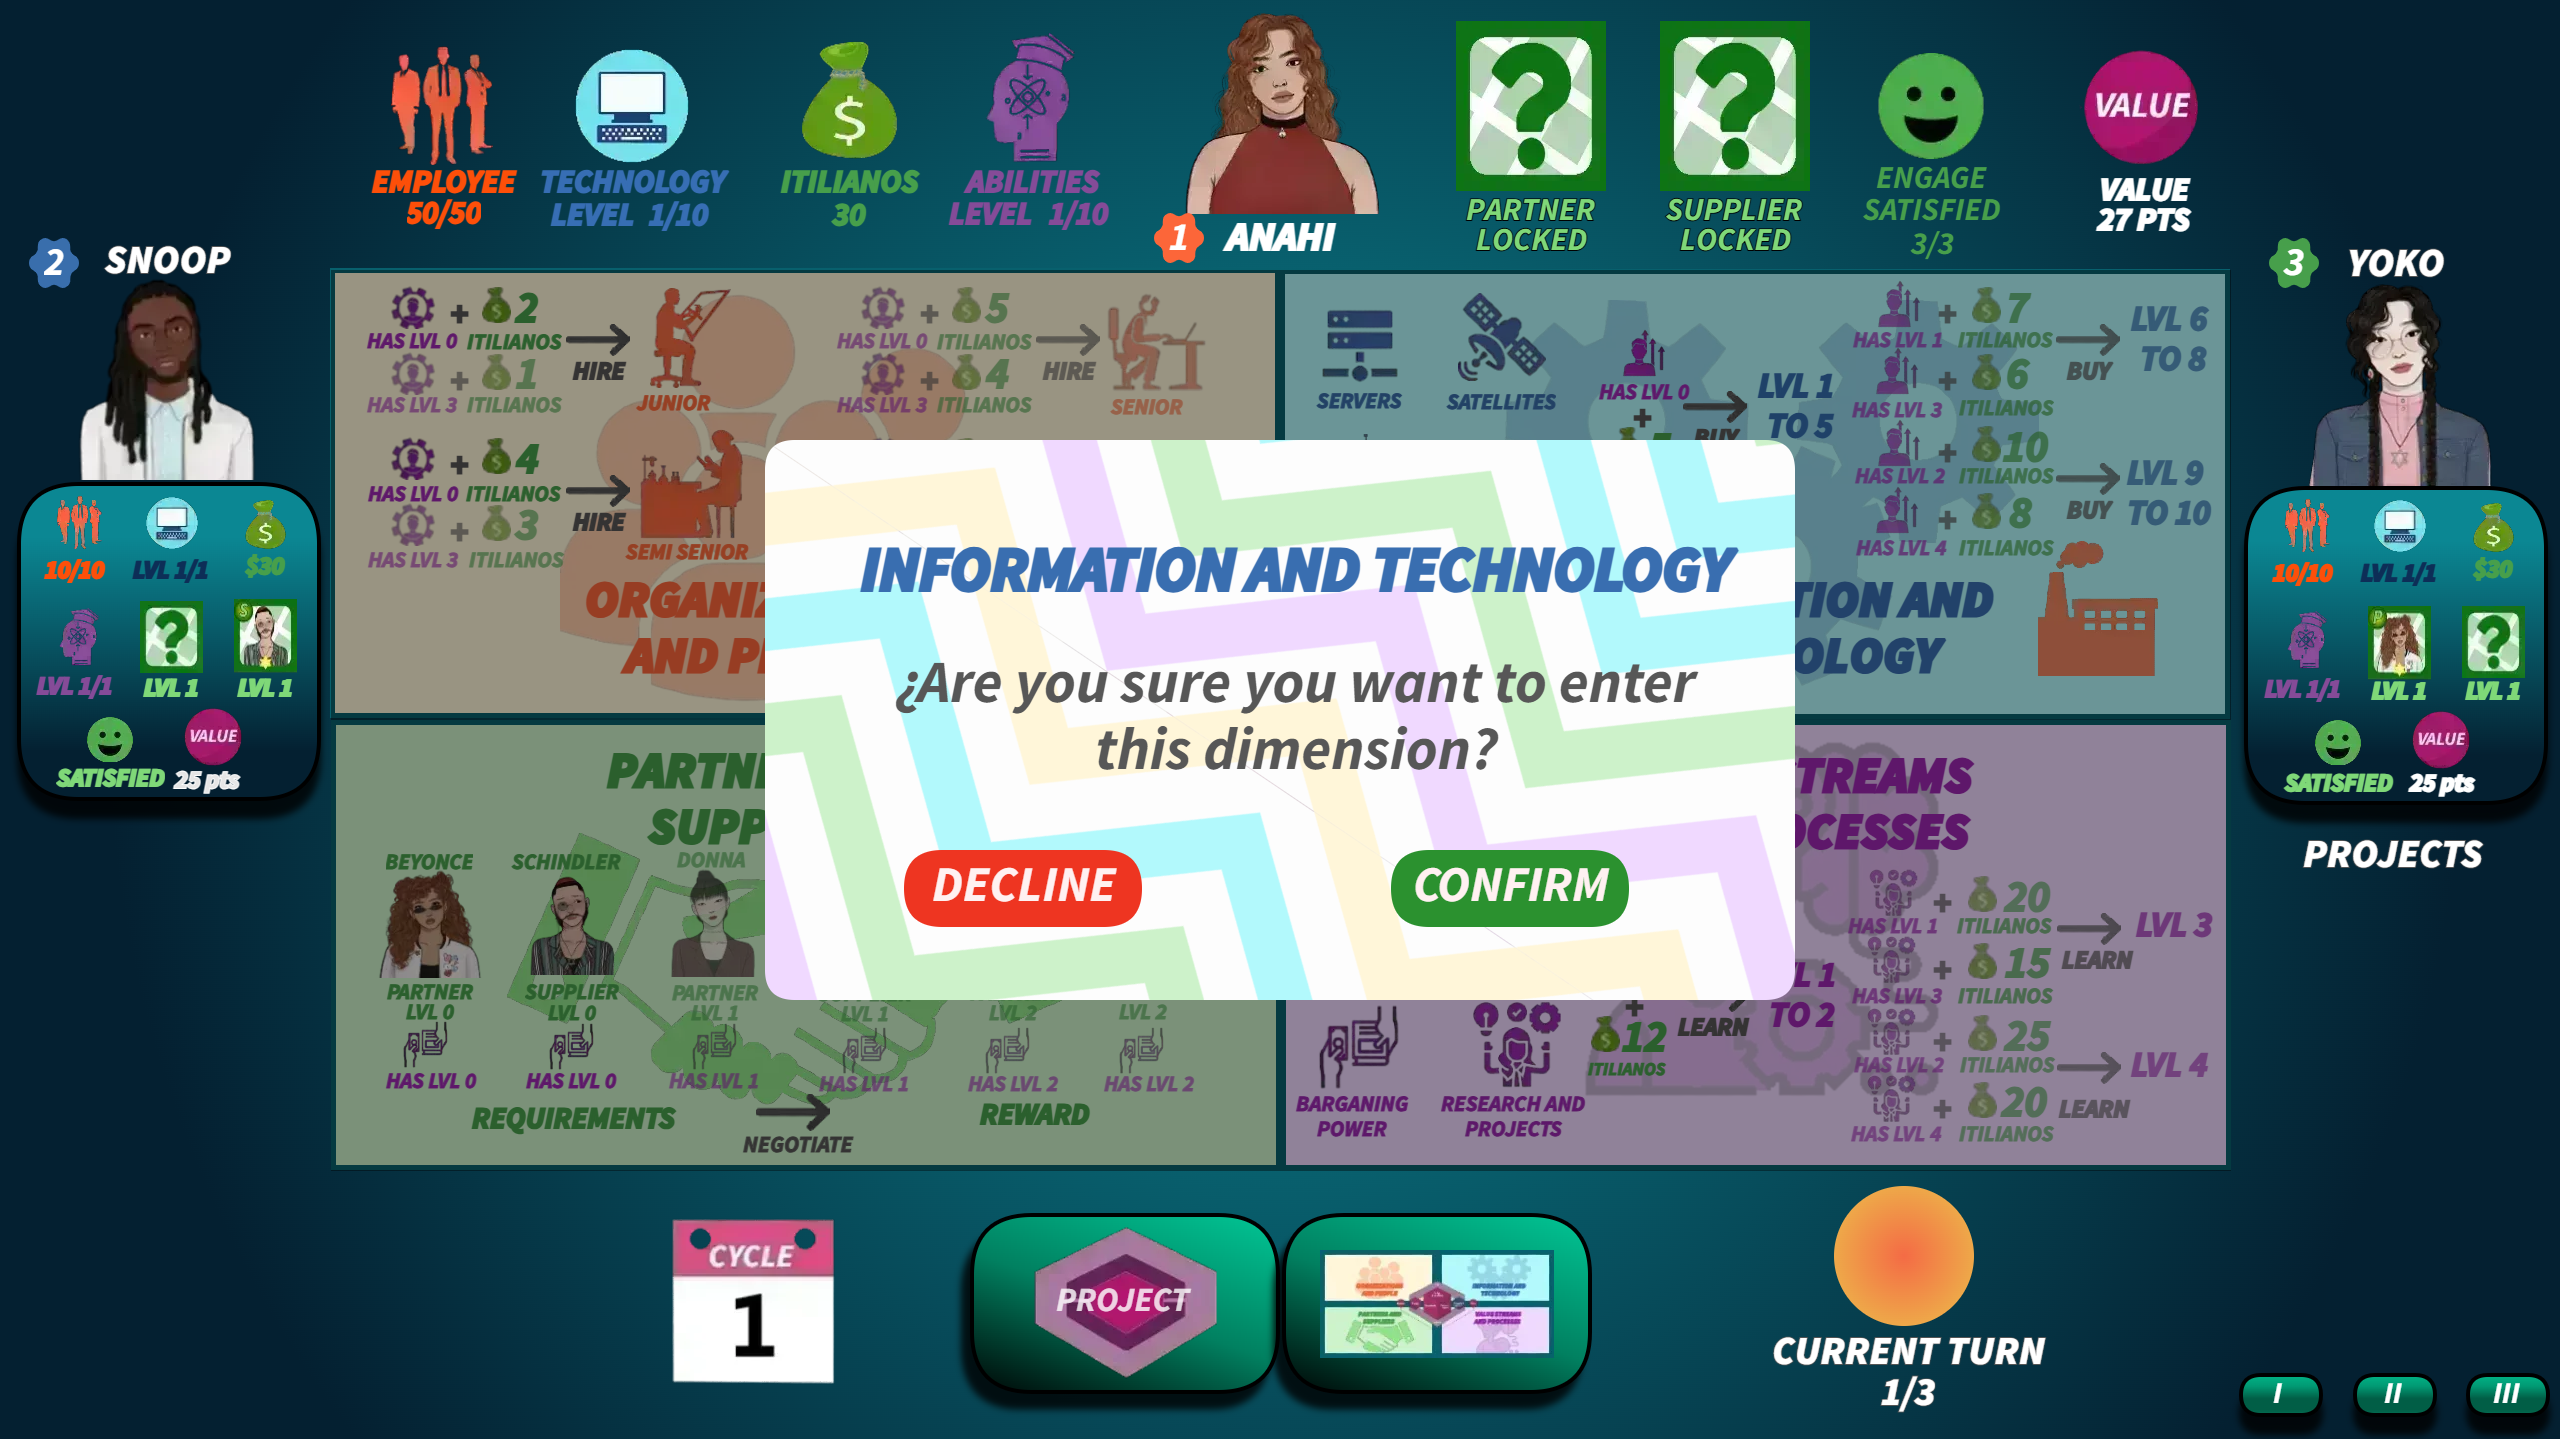 EMPLOYEE
50/50
TECHNOLOGY
LEVEL 1/10
$
ITILIANOS
30
ABILITIES
LEVEL 1/10
1 ANAHI
?
PARTNER
LOCKED
?
SUPPLIER
LOCKED
ENGAGE
SATISFIED
3/3
VALUE
VALUE
27 PTS
2 SNOOP
10/10
LVL 1/1
$30
LVL 1/1
LVL 1
LVL 1
SATISFIED
VALUE
25 pts
3 YOKO
10/10
LVL 1/1
$30
LVL 1/1
LVL 1
LVL 1
SATISFIED
VALUE
25 pts
PROJECTS
HAS LVL 0 + 2 ITILIANOS
HAS LVL 3 + 1 ITILIANOS
HIRE
JUNIOR
HAS LVL 0 + 5 ITILIANOS
HAS LVL 3 + 4 ITILIANOS
HIRE
SENIOR
HAS LVL 0 + 4 ITILIANOS
HAS LVL 3 + 3 ITILIANOS
HIRE
SEMI SENIOR
SERVERS
SATELLITES
HAS LVL 0
+
BUY
LVL 1
TO 5
HAS LVL 1 + 7 ITILIANOS
HAS LVL 3 + 6 ITILIANOS
BUY
LVL 6
TO 8
HAS LVL 2 + 10 ITILIANOS
HAS LVL 4 + 8 ITILIANOS
BUY
LVL 9
TO 10
TION AND
OLOGY
INFORMATION AND TECHNOLOGY
¿Are you sure you want to enter
this dimension?
DECLINE
CONFIRM
BEYONCE
PARTNER
LVL 0
HAS LVL 0
SCHINDLER
SUPPLIER
LVL 0
HAS LVL 0
DONNA
PARTNER
LVL 1
HAS LVL 1
LVL 1
HAS LVL 1
LVL 2
HAS LVL 2
LVL 2
HAS LVL 2
REQUIREMENTS
NEGOTIATE
REWARD
TREAMS
OCESSES
BARGANING
POWER
RESEARCH AND
PROJECTS
+
12
ITILIANOS
LEARN
L 1
TO 2
HAS LVL 1 + 20 ITILIANOS
HAS LVL 3 + 15 ITILIANOS
LEARN
LVL 3
HAS LVL 2 + 25 ITILIANOS
HAS LVL 4 + 20 ITILIANOS
LEARN
LVL 4
CYCLE
1
PROJECT
CURRENT TURN
1/3
I
II
III